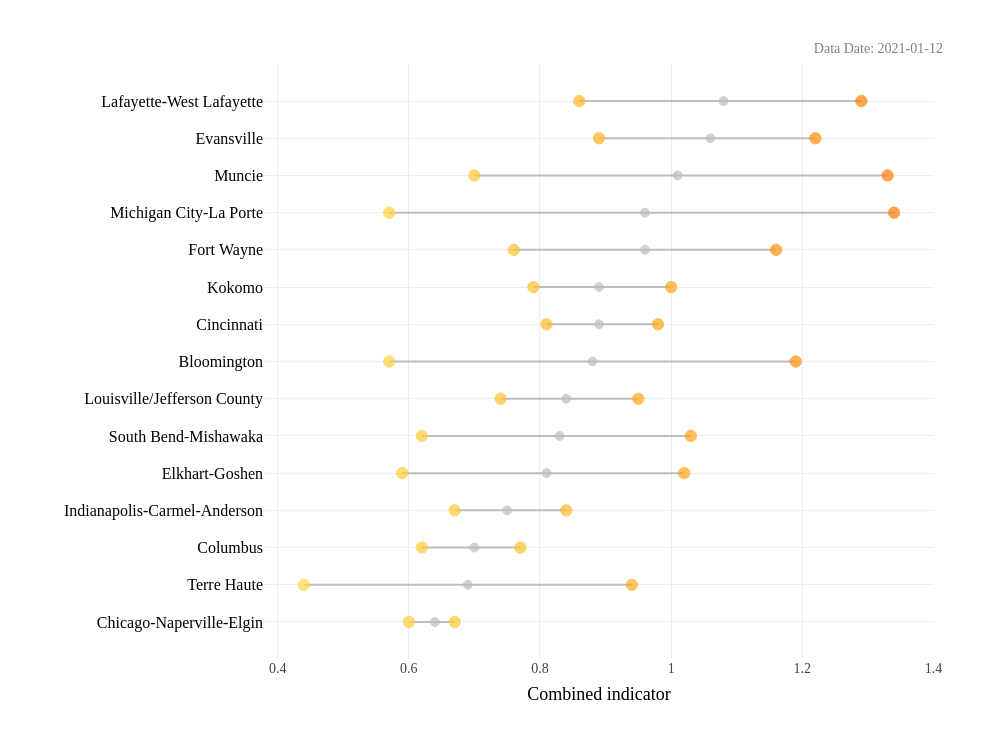 Data Date: 2021-01-12
Lafayette-West Lafayette
Evansville
Muncie
Michigan City-La Porte
Fort Wayne
Kokomo
Cincinnati
Bloomington
Louisville/Jefferson County
South Bend-Mishawaka
Elkhart-Goshen
Indianapolis-Carmel-Anderson
Columbus
Terre Haute
Chicago-Naperville-Elgin
0.4 0.6 0.8 1 1.2 1.4
Combined indicator